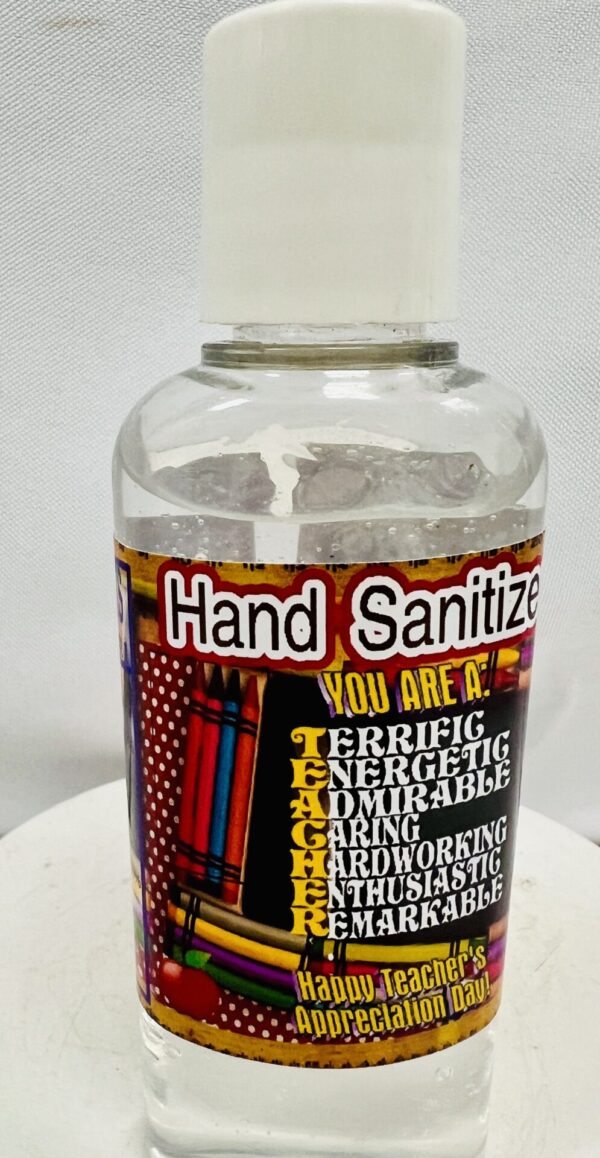 Hand Sanitize
YOU ARE A:
TERRIFIC
ENERGETIC
ADMIRABLE
CARING
HARDWORKING
ENTHUSIASTIC
REMARKABLE
Happy Teacher's
Appreciation Day!